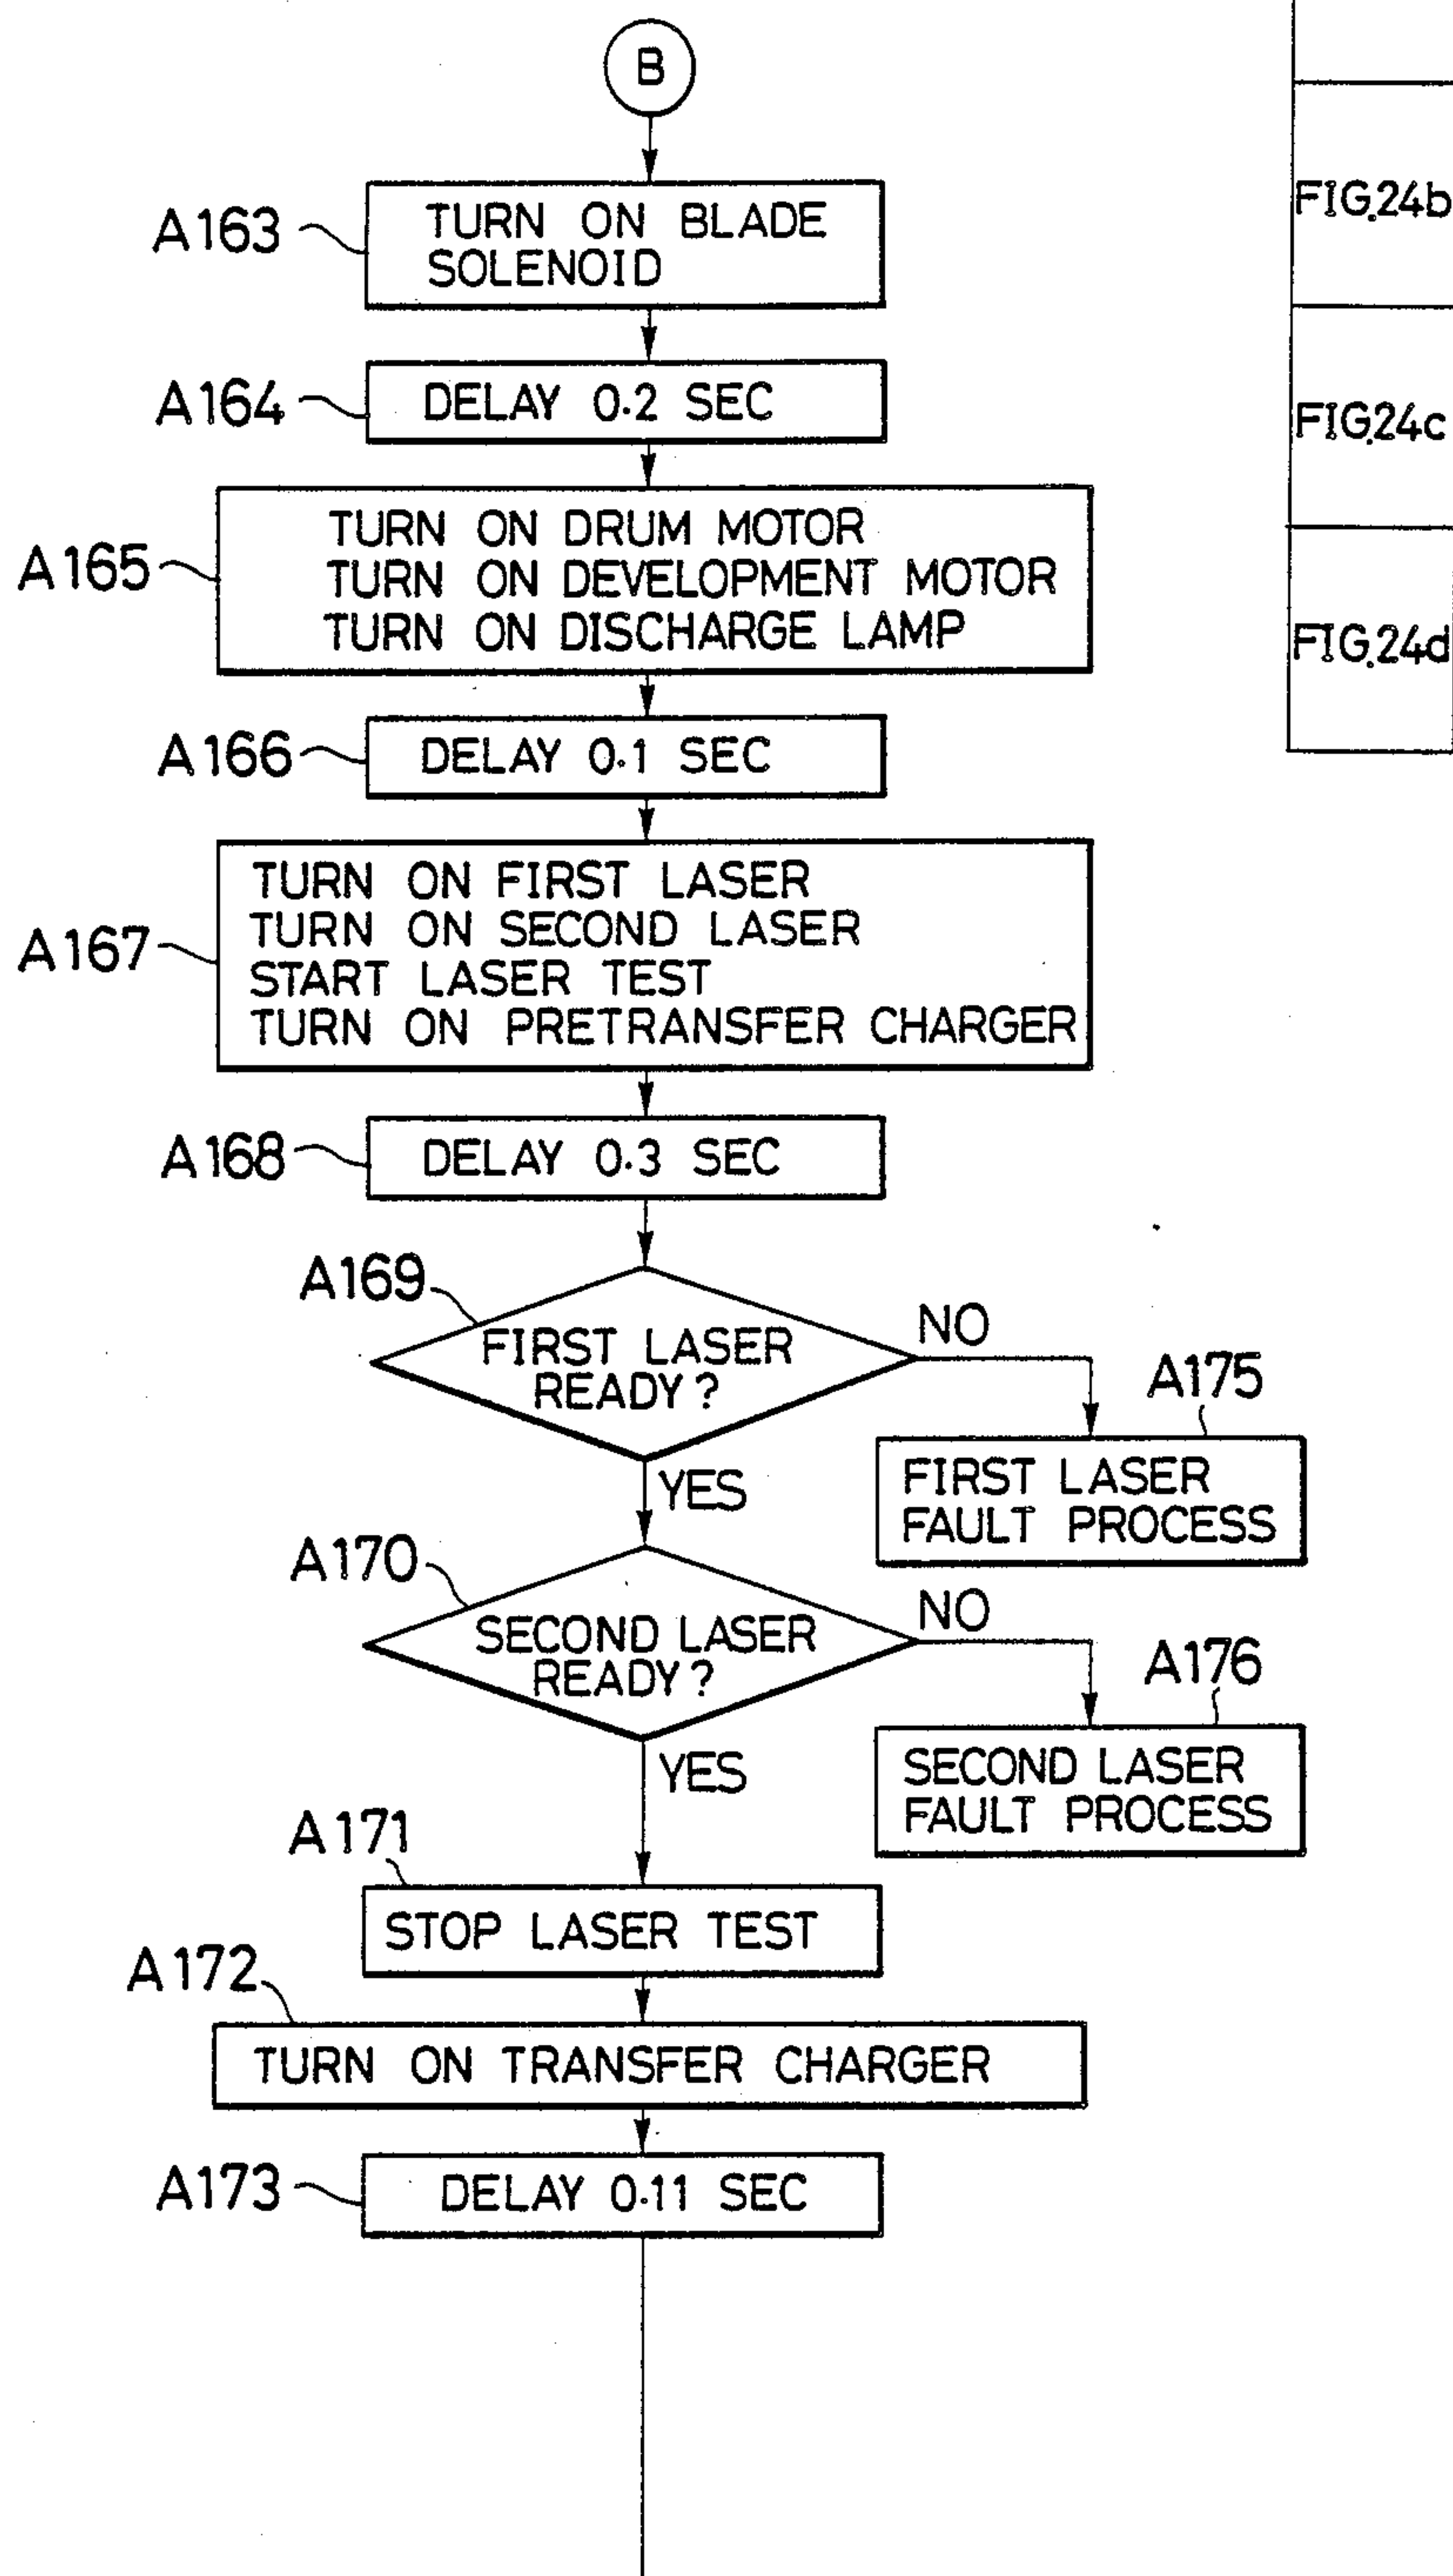 B
A163
TURN ON BLADE
SOLENOID
A164
DELAY 0.2 SEC
A165
TURN ON DRUM MOTOR
TURN ON DEVELOPMENT MOTOR
TURN ON DISCHARGE LAMP
A166
DELAY 0.1 SEC
A167
TURN ON FIRST LASER
TURN ON SECOND LASER
START LASER TEST
TURN ON PRETRANSFER CHARGER
A168
DELAY 0.3 SEC
A169
FIRST LASER
READY?
NO
YES
A175
FIRST LASER
FAULT PROCESS
A170
SECOND LASER
READY?
NO
YES
A176
SECOND LASER
FAULT PROCESS
A171
STOP LASER TEST
A172
TURN ON TRANSFER CHARGER
A173
DELAY 0.11 SEC
FIG.24b
FIG.24c
FIG.24d